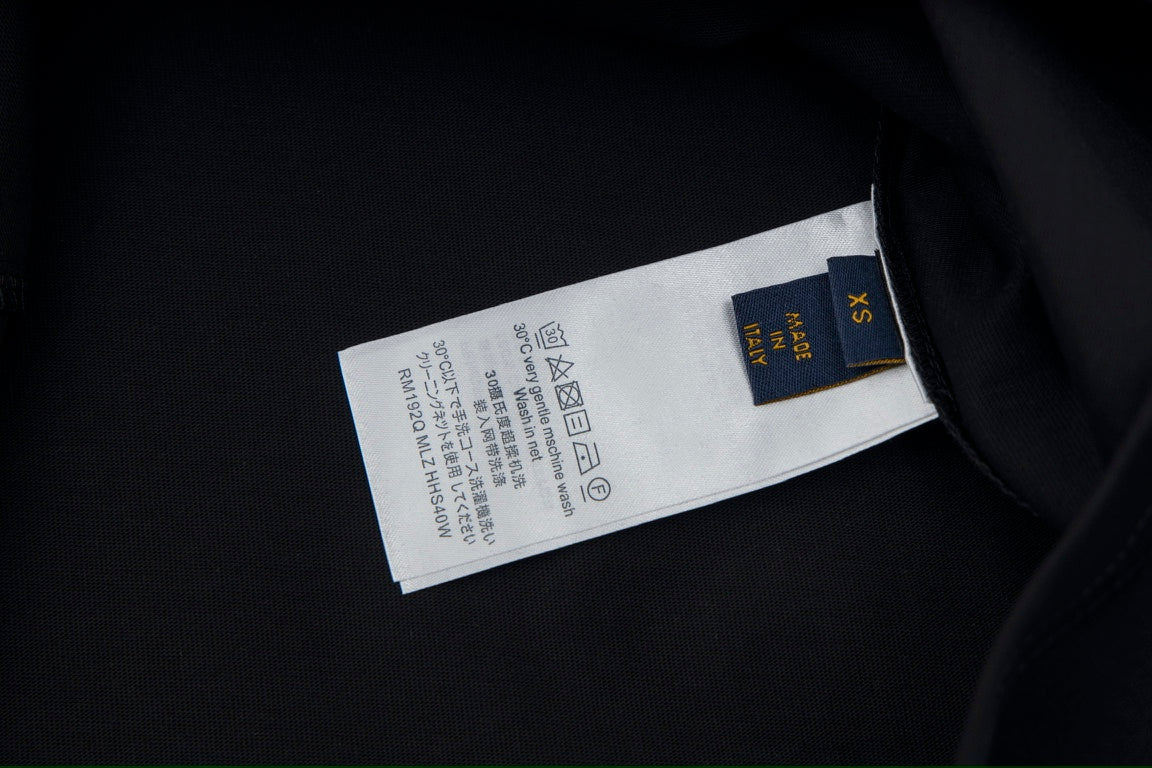 XS
MADE
IN
ITALY
30
F
30°C very gentle mschine wash
Wash in net
30摄氏度超揉机洗
装入网带洗涤
30°C以下で手洗コース洗濯機洗い
クリーニングネットを使用してください
RM192Q MLZ HHS40W